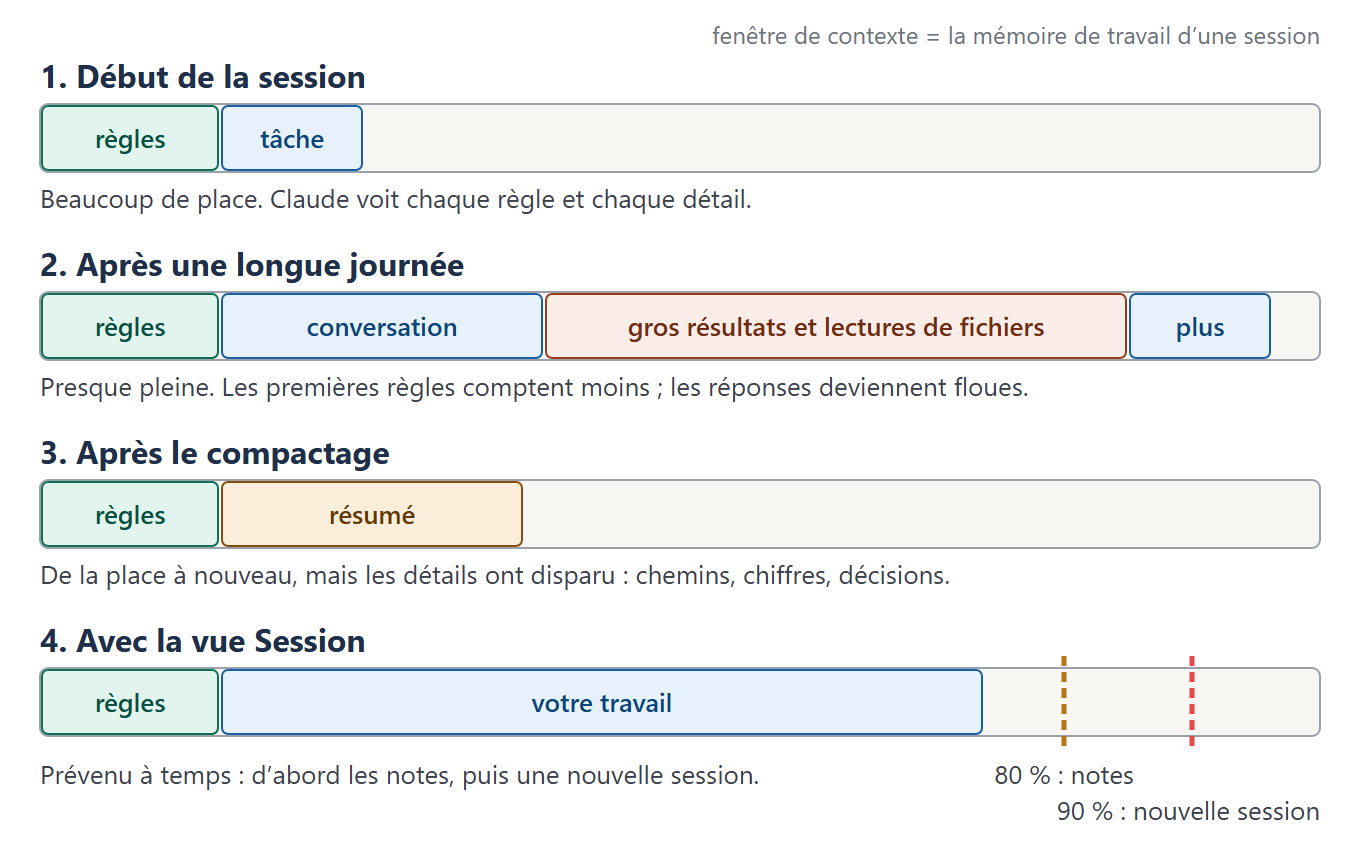 fenêtre de contexte = la mémoire de travail d’une session
1. Début de la session
règles
tâche
Beaucoup de place. Claude voit chaque règle et chaque détail.
2. Après une longue journée
règles
conversation
gros résultats et lectures de fichiers
plus
Presque pleine. Les premières règles comptent moins ; les réponses deviennent floues.
3. Après le compactage
règles
résumé
De la place à nouveau, mais les détails ont disparu : chemins, chiffres, décisions.
4. Avec la vue Session
règles
votre travail
Prévenu à temps : d’abord les notes, puis une nouvelle session.
80 % : notes
90 % : nouvelle session